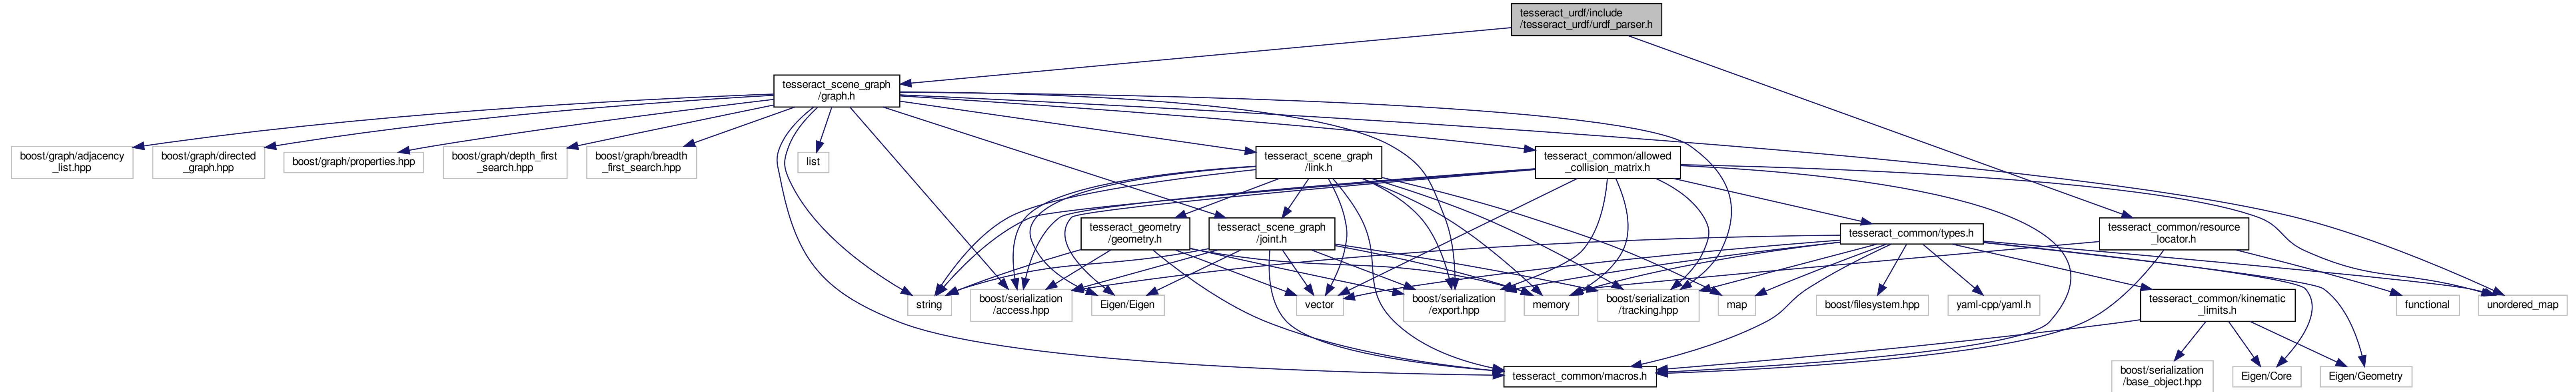 tesseract_urdf/include
/tesseract_urdf/urdf_parser.h
tesseract_scene_graph
/graph.h
boost/graph/adjacency
_list.hpp
boost/graph/directed
_graph.hpp
boost/graph/properties.hpp
boost/graph/depth_first
_search.hpp
boost/graph/breadth
_first_search.hpp
list
tesseract_scene_graph
/link.h
tesseract_common/allowed
_collision_matrix.h
tesseract_geometry
/geometry.h
tesseract_scene_graph
/joint.h
tesseract_common/types.h
tesseract_common/resource
_locator.h
string
boost/serialization
/access.hpp
Eigen/Eigen
vector
boost/serialization
/export.hpp
memory
boost/serialization
/tracking.hpp
map
boost/filesystem.hpp
yaml-cpp/yaml.h
tesseract_common/kinematic
_limits.h
functional
unordered_map
tesseract_common/macros.h
boost/serialization
/base_object.hpp
Eigen/Core
Eigen/Geometry